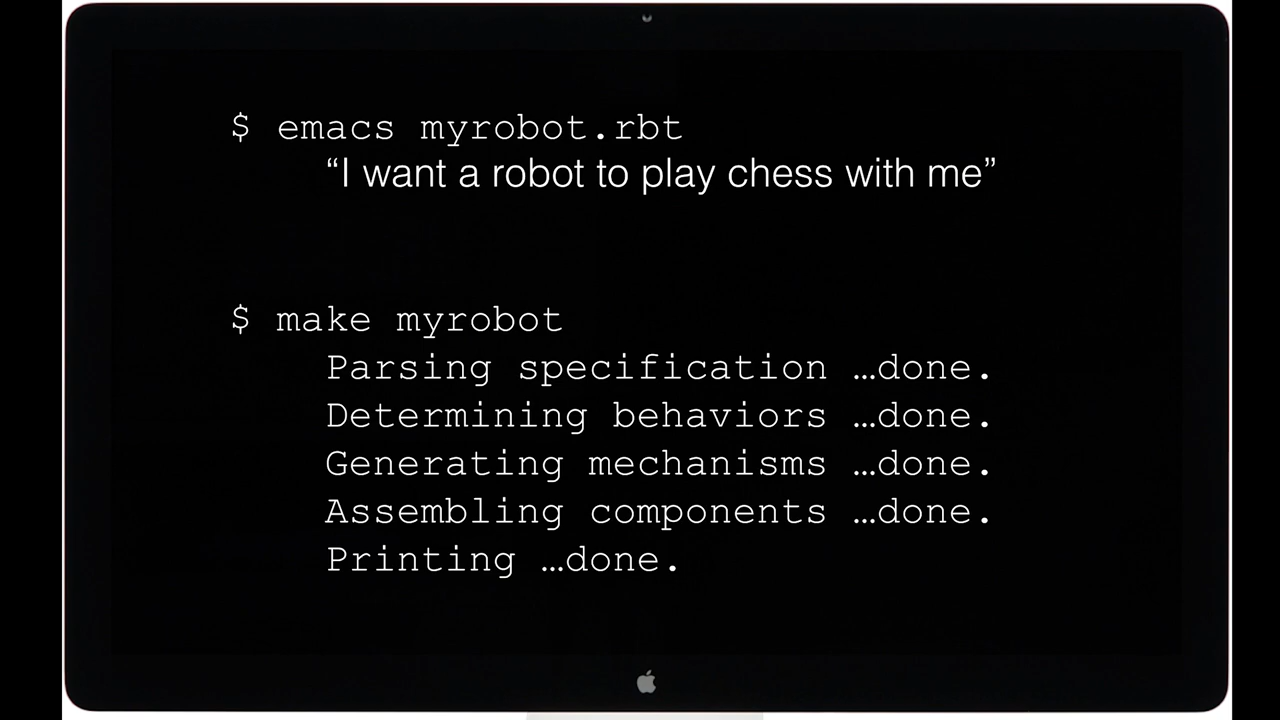 $ emacs myrobot.rbt
“I want a robot to play chess with me”
$ make myrobot
Parsing specification …done.
Determining behaviors …done.
Generating mechanisms …done.
Assembling components …done.
Printing …done.